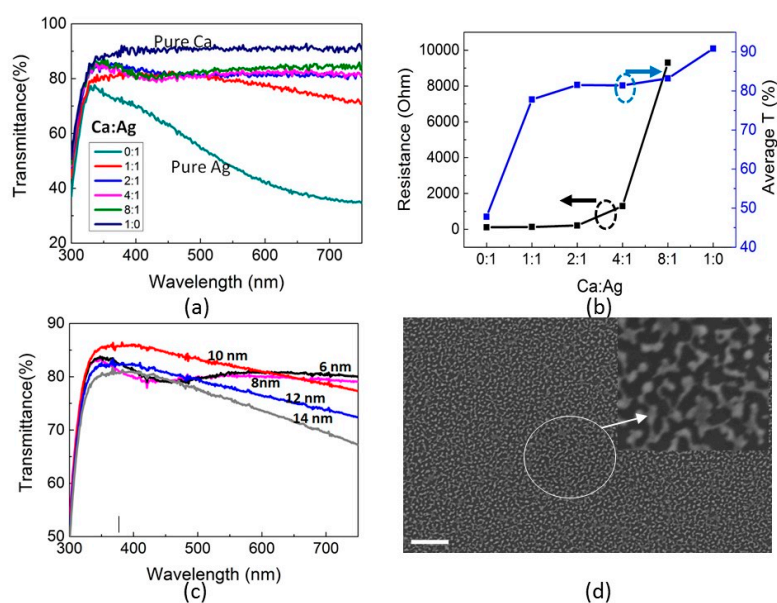 100
80
60
40
20
Transmittance(%)
Pure Ca
Pure Ag
Ca:Ag
0:1
1:1
2:1
4:1
8:1
1:0
300 400 500 600 700
Wavelength (nm)
(a)
10000
8000
6000
4000
2000
0
Resistance (Ohm)
90
80
70
60
50
40
Average T (%)
0:1 1:1 2:1 4:1 8:1 1:0
Ca:Ag
(b)
90
80
70
60
50
Transmittance(%)
10 nm
6 nm
8nm
12 nm
14 nm
300 400 500 600 700
Wavelength (nm)
(c)
(d)